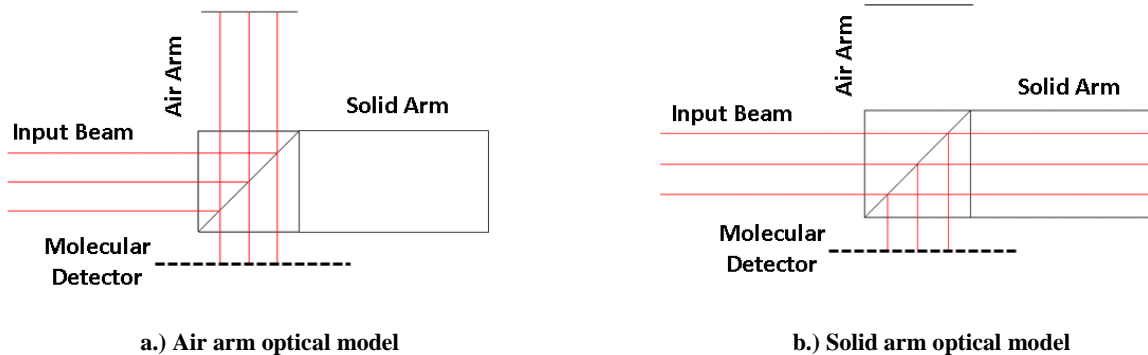 Air Arm
Solid Arm
Input Beam
Molecular
Detector
a.) Air arm optical model
Air Arm
Solid Arm
Input Beam
Molecular
Detector
b.) Solid arm optical model